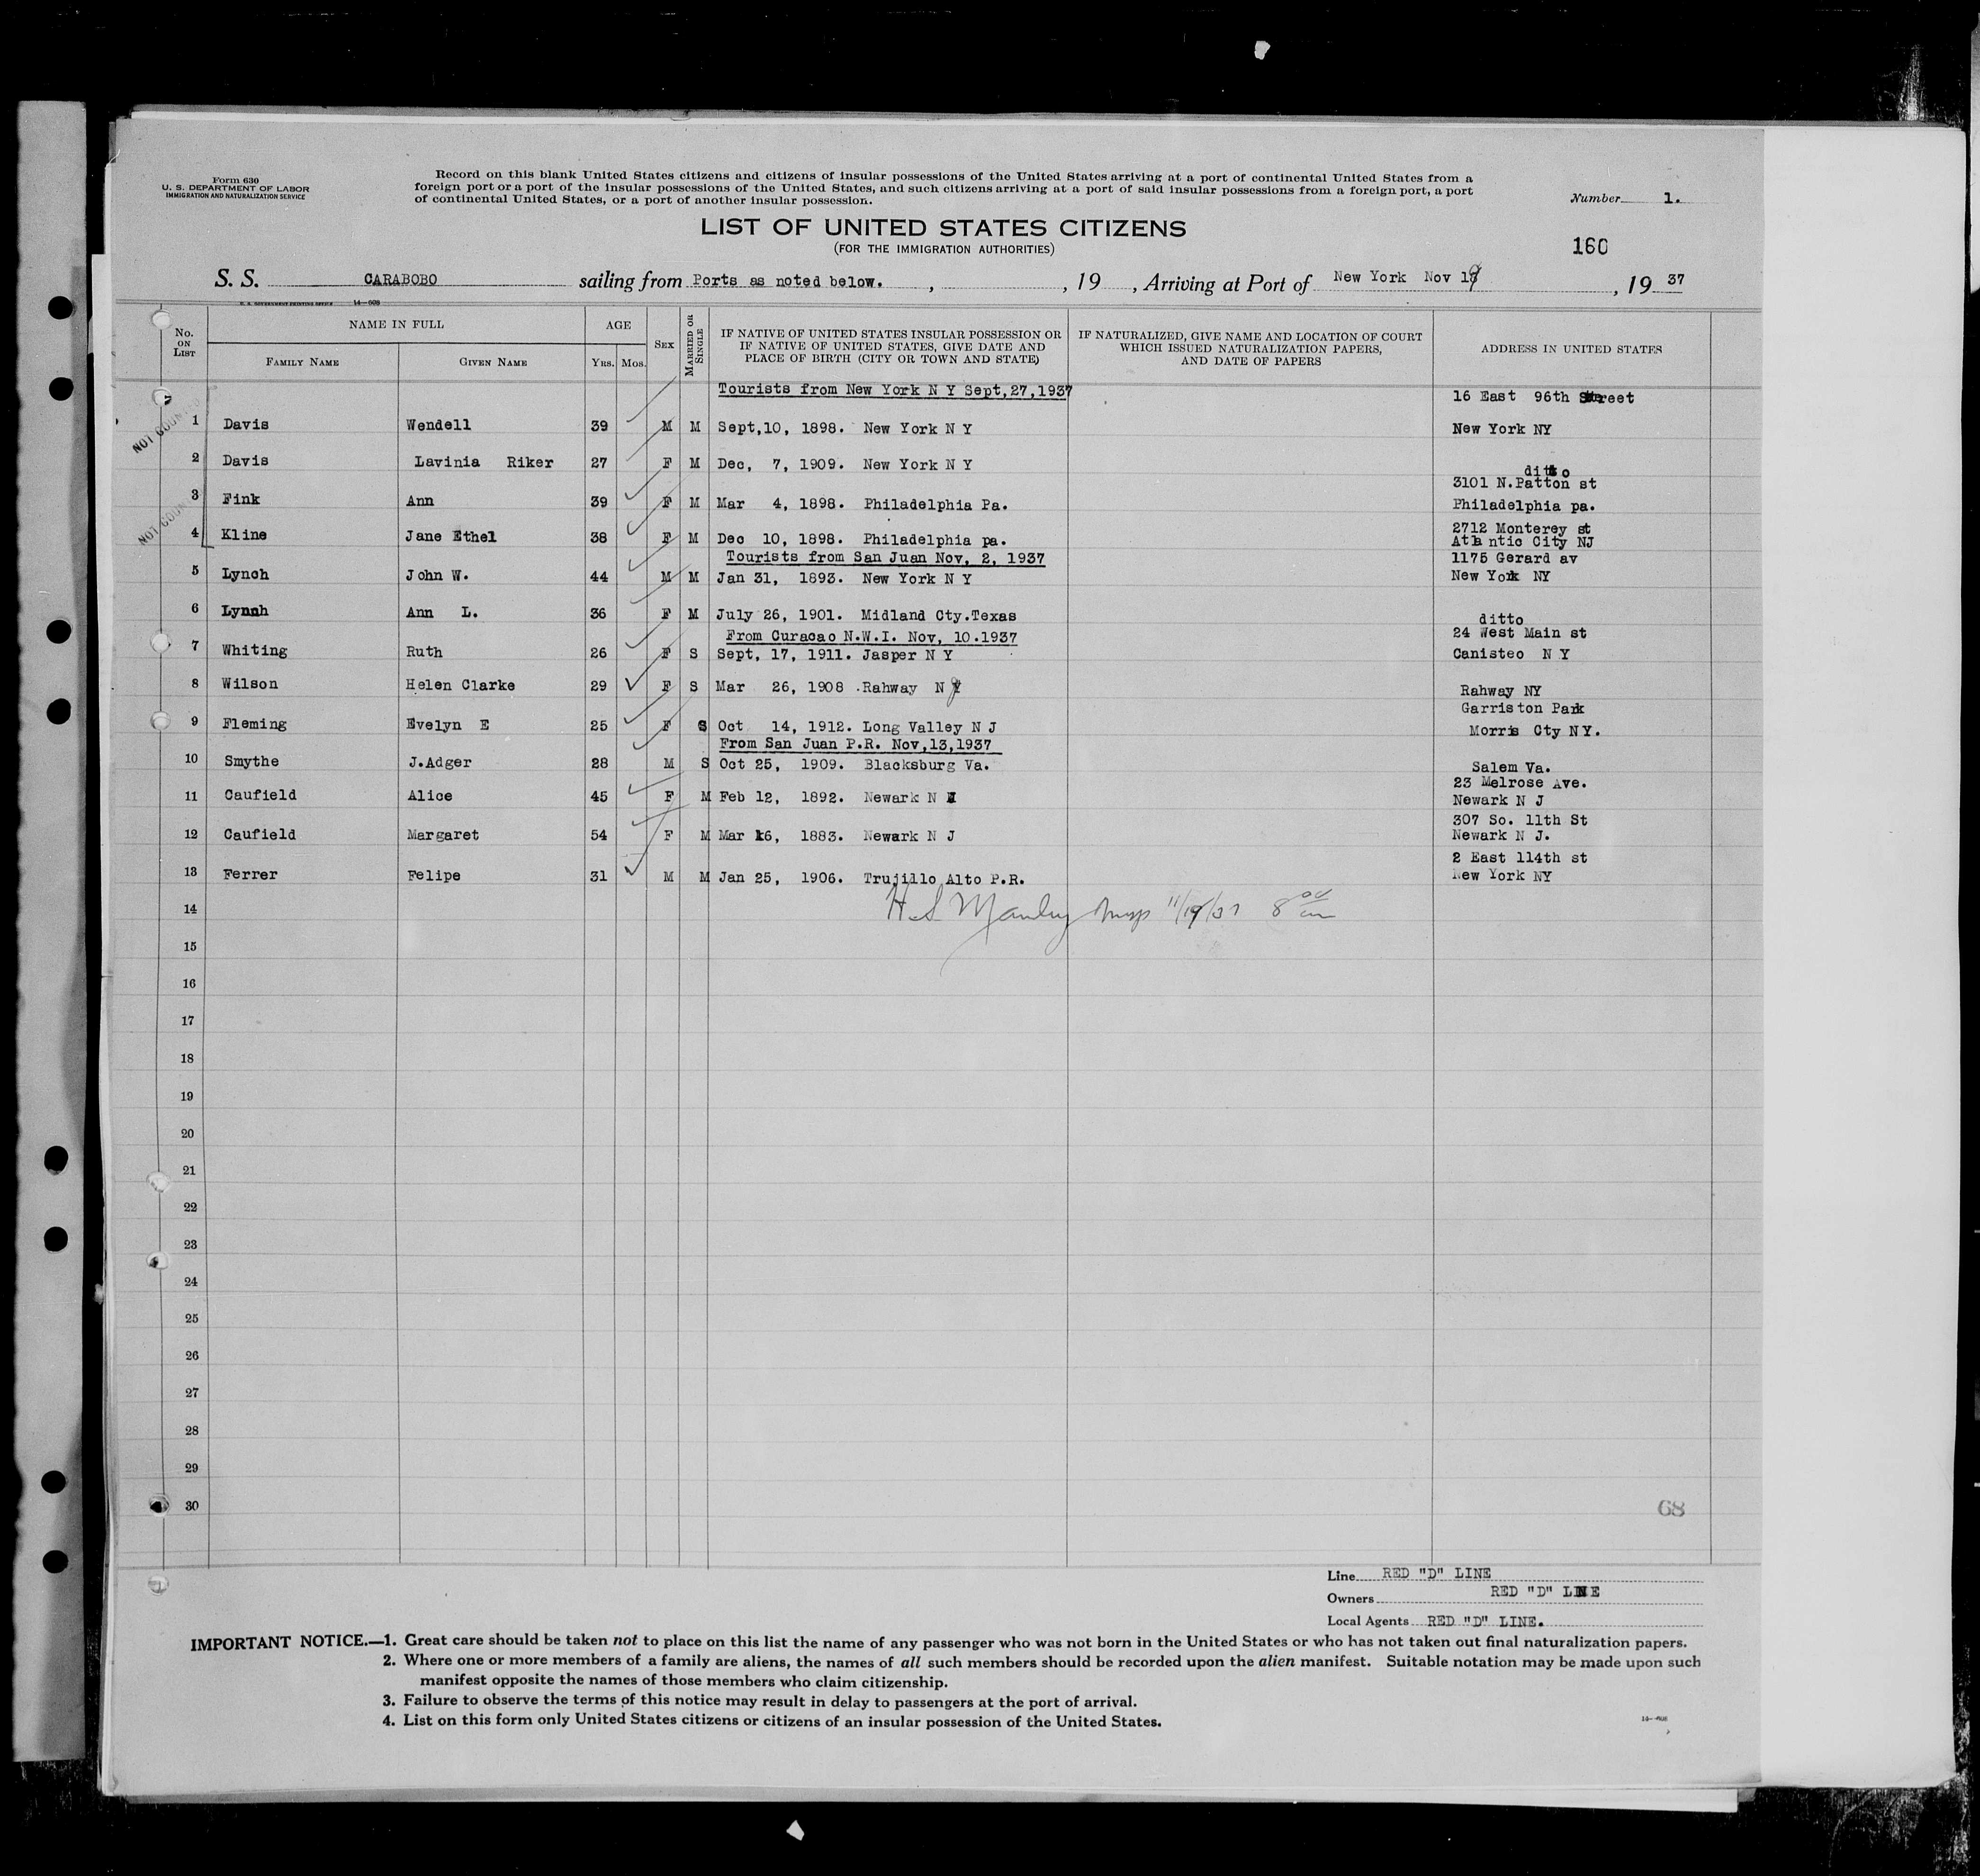 Form 630
U. S. DEPARTMENT OF LABOR
IMMIGRATION AND NATURALIZATION SERVICE
Record on this blank United States citizens and citizens of insular possessions of the United States arriving at a port of continental United States from a
foreign port or a port of the insular possessions of the United States, and such citizens arriving at a port of said insular possessions from a foreign port, a port
of continental United States, or a port of another insular possession.
Number 1.
LIST OF UNITED STATES CITIZENS
(FOR THE IMMIGRATION AUTHORITIES)
160
S. S. CARABOBO sailing from Ports as noted below. , , 19 , Arriving at Port of New York Nov 19 , 19 37
U. S. GOVERNMENT PRINTING OFFICE 14—608
No. ON LIST
NAME IN FULL
FAMILY NAME
GIVEN NAME
AGE
YRS. MOS.
SEX
MARRIED OR SINGLE
IF NATIVE OF UNITED STATES INSULAR POSSESSION OR
IF NATIVE OF UNITED STATES, GIVE DATE AND
PLACE OF BIRTH (CITY OR TOWN AND STATE)
IF NATURALIZED, GIVE NAME AND LOCATION OF COURT
WHICH ISSUED NATURALIZATION PAPERS,
AND DATE OF PAPERS
ADDRESS IN UNITED STATES
Tourists from New York N Y Sept,27,1937
16 East 96th Street
NOT COUN
1 Davis Wendell 39 M M Sept,10, 1898. New York N Y New York NY
2 Davis Lavinia Riker 27 F M Dec, 7, 1909. New York N Y ditto
3101 N.Patton st
NOT COUN
3 Fink Ann 39 F M Mar 4, 1898. Philadelphia Pa. Philadelphia pa.
2712 Monterey st
4 Kline Jane Ethel 38 F M Dec 10, 1898. Philadelphia pa. Atlantic City NJ
Tourists from San Juan Nov, 2, 1937 1175 Gerard av
5 Lynch John W. 44 M M Jan 31, 1893. New York N Y New York NY
6 Lynnh Ann L. 36 F M July 26, 1901. Midland Cty.Texas ditto
From Curacao N.W.I. Nov, 10.1937 24 West Main st
7 Whiting Ruth 26 F S Sept, 17, 1911. Jasper N Y Canisteo N Y
8 Wilson Helen Clarke 29 F S Mar 26, 1908 .Rahway N J Rahway NY
Garriston Park
9 Fleming Evelyn E 25 F S Oct 14, 1912. Long Valley N J Morris Cty NY.
From San Juan P.R. Nov,13,1937
10 Smythe J.Adger 28 M S Oct 25, 1909. Blacksburg Va. Salem Va.
23 Melrose Ave.
11 Caufield Alice 45 F M Feb 12, 1892. Newark N J Newark N J
307 So. 11th St
12 Caufield Margaret 54 F M Mar 16, 1883. Newark N J Newark N J.
2 East 114th st
13 Ferrer Felipe 31 M M Jan 25, 1906. Trujillo Alto P.R. New York NY
14 H.S. Manley Insp 11/19/37 8 00 am
15
16
17
18
19
20
21
22
23
24
25
26
27
28
29
30
68
Line RED "D" LINE
Owners RED "D" LINE
Local Agents RED "D" LINE.
IMPORTANT NOTICE.—1. Great care should be taken not to place on this list the name of any passenger who was not born in the United States or who has not taken out final naturalization papers.
2. Where one or more members of a family are aliens, the names of all such members should be recorded upon the alien manifest. Suitable notation may be made upon such
manifest opposite the names of those members who claim citizenship.
3. Failure to observe the terms of this notice may result in delay to passengers at the port of arrival.
4. List on this form only United States citizens or citizens of an insular possession of the United States.
14—608